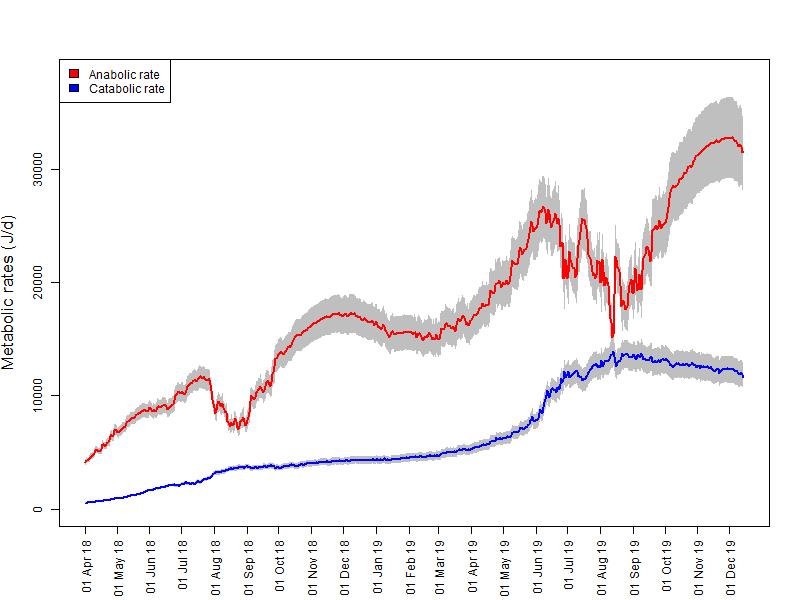 Anabolic rate
Catabolic rate
Metabolic rates (J/d)
30000
20000
10000
0
01 Apr 18
01 May 18
01 Jun 18
01 Jul 18
01 Aug 18
01 Sep 18
01 Oct 18
01 Nov 18
01 Dec 18
01 Jan 19
01 Feb 19
01 Mar 19
01 Apr 19
01 May 19
01 Jun 19
01 Jul 19
01 Aug 19
01 Sep 19
01 Oct 19
01 Nov 19
01 Dec 19